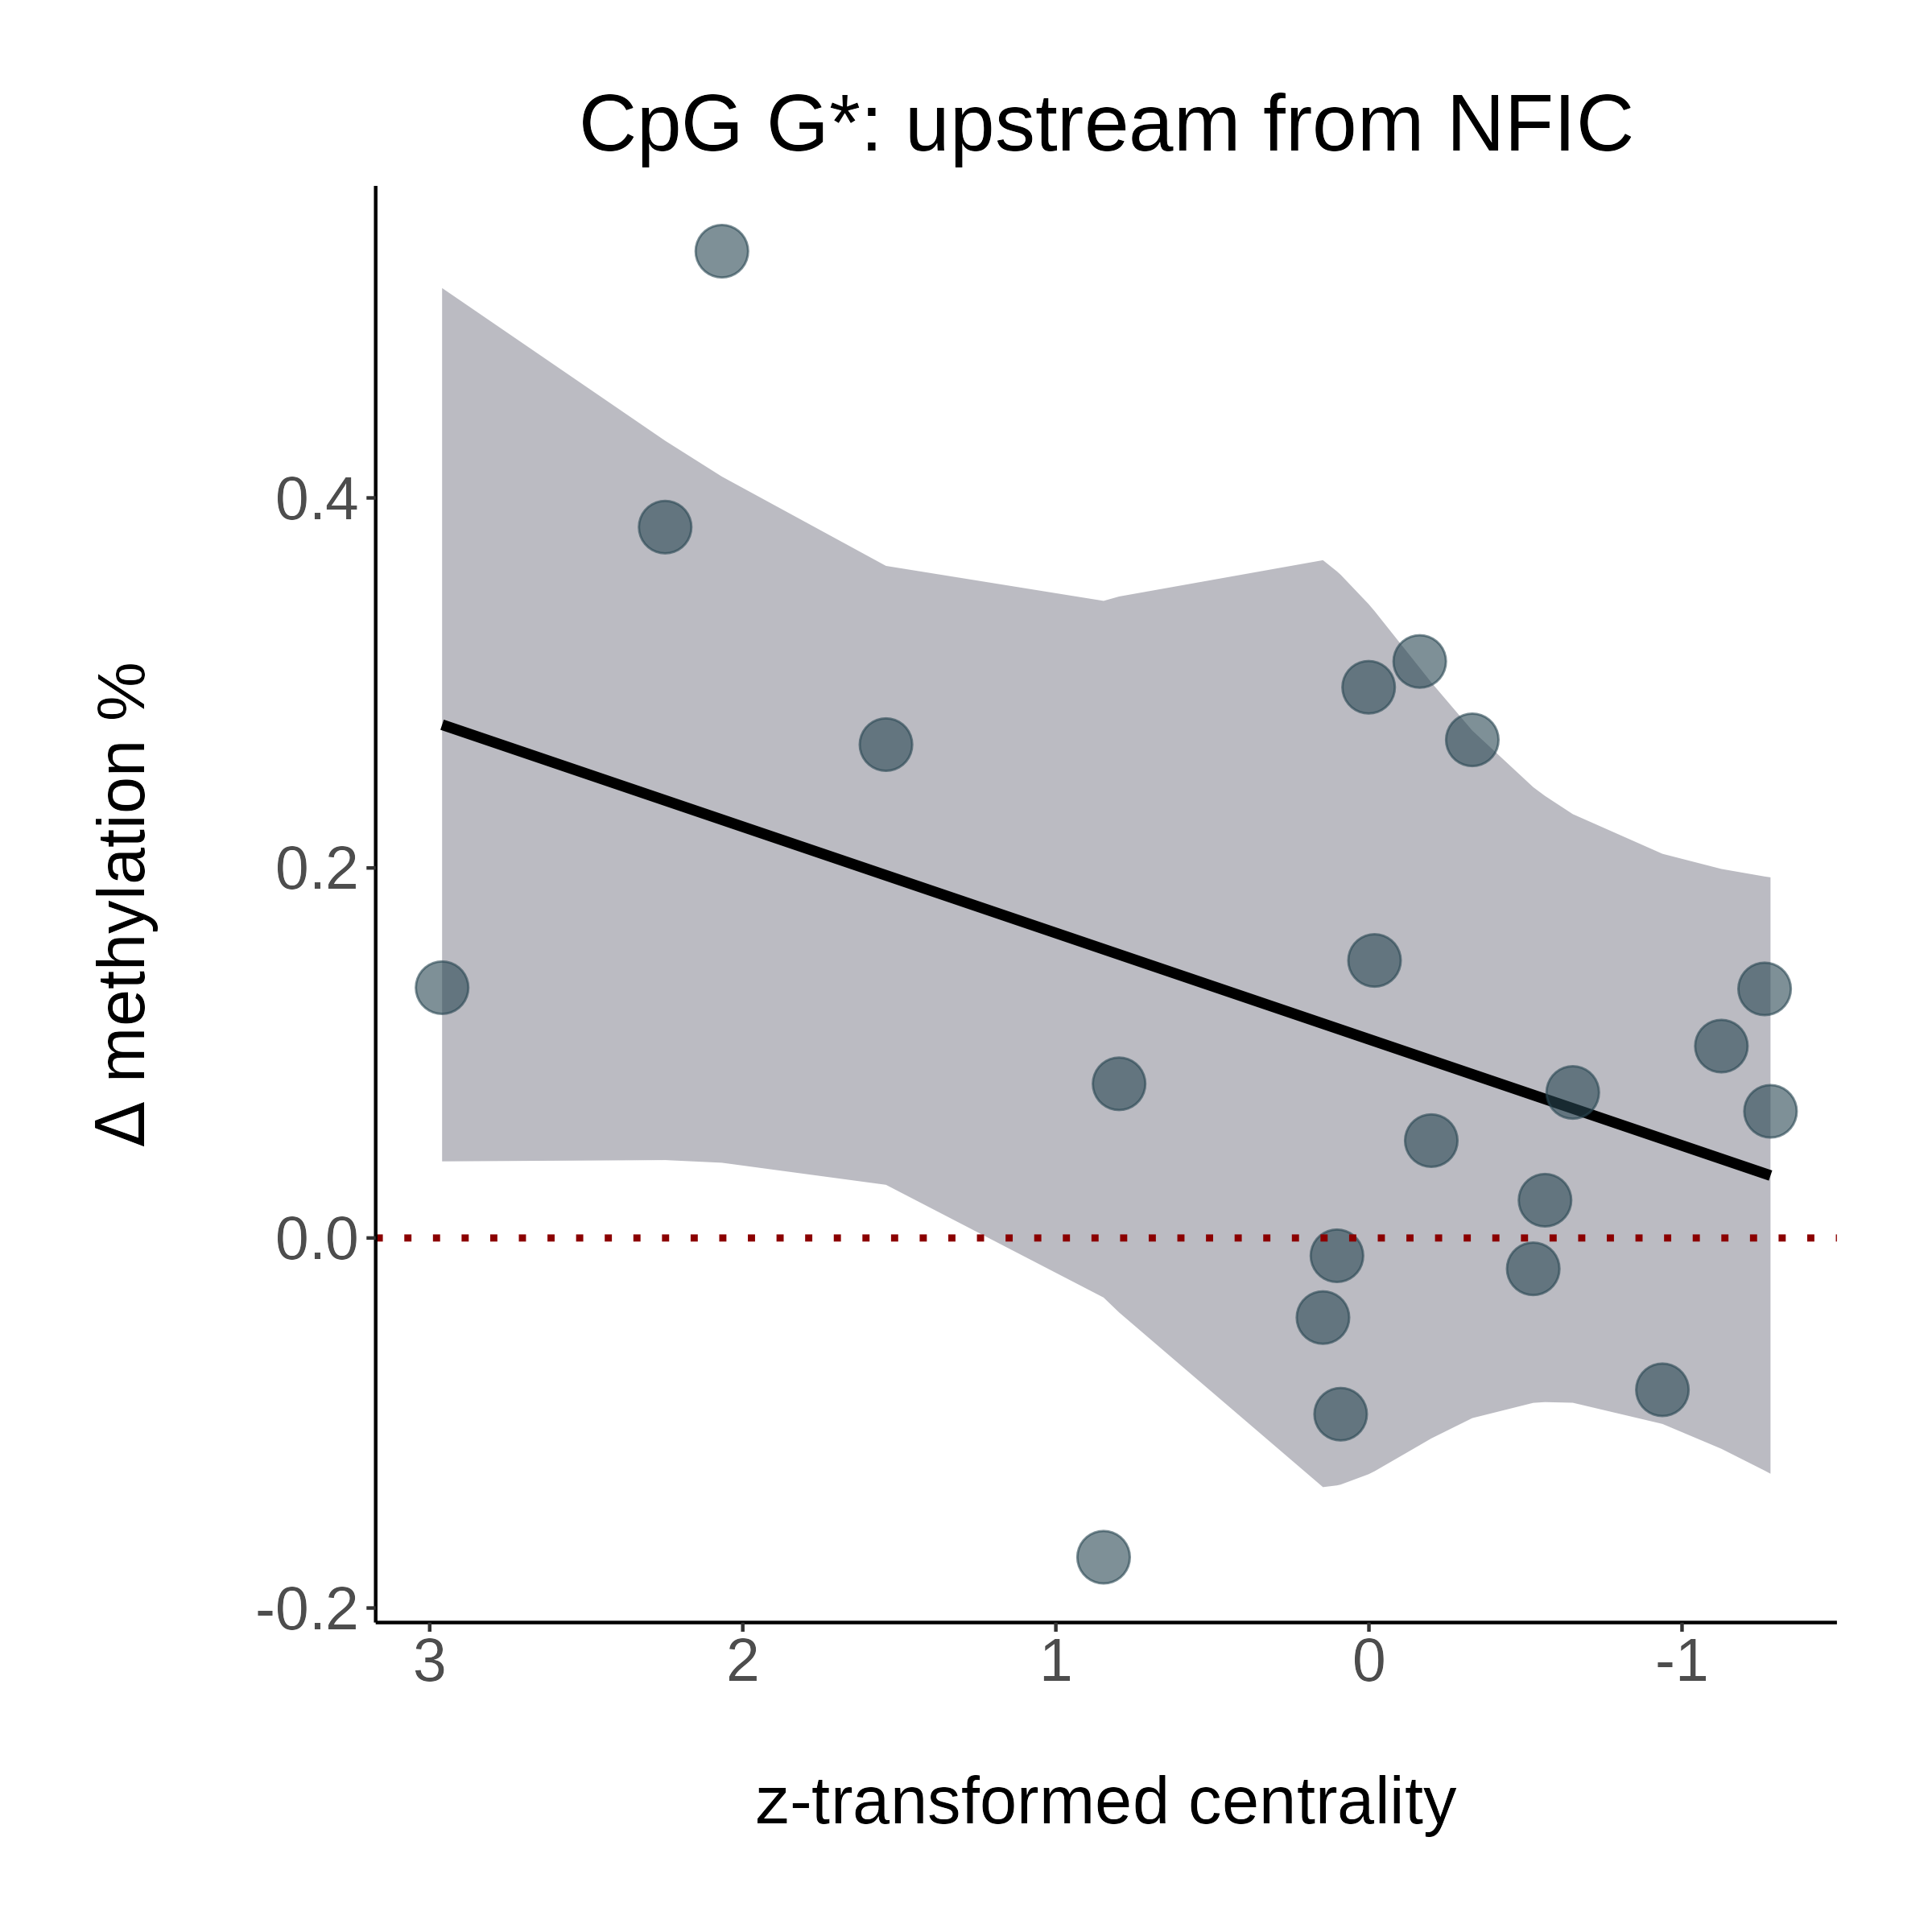 CpG G*: upstream from NFIC
Δ methylation %
0.4
0.2
0.0
-0.2
3 2 1 0 -1
z-transformed centrality